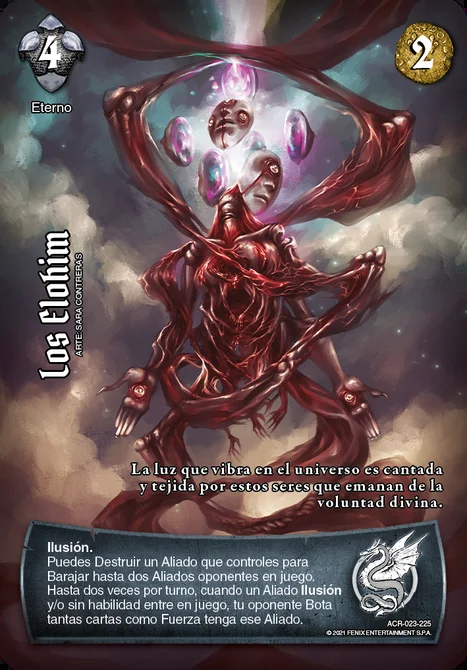 4
2
Eterno
Los Elohim
ARTE: SARA CONTRERAS
La luz que vibra en el universo es cantada
y tejida por estos seres que emanan de la
voluntad divina.
Ilusión.
Puedes Destruir un Aliado que controles para
Barajar hasta dos Aliados oponentes en juego.
Hasta dos veces por turno, cuando un Aliado Ilusión
y/o sin habilidad entre en juego, tu oponente Bota
tantas cartas como Fuerza tenga ese Aliado.
ACR-023-225
© 2021 FENIX ENTERTAINMENT S.P.A.